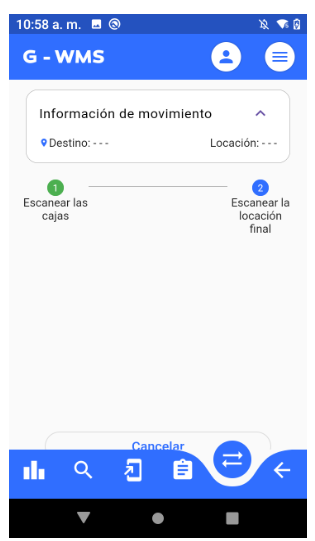 10:58 a. m.
G - WMS
Información de movimiento
Destino: - - -
Locación: - - -
1
2
Escanear las
cajas
Escanear la
locación
final
Cancelar